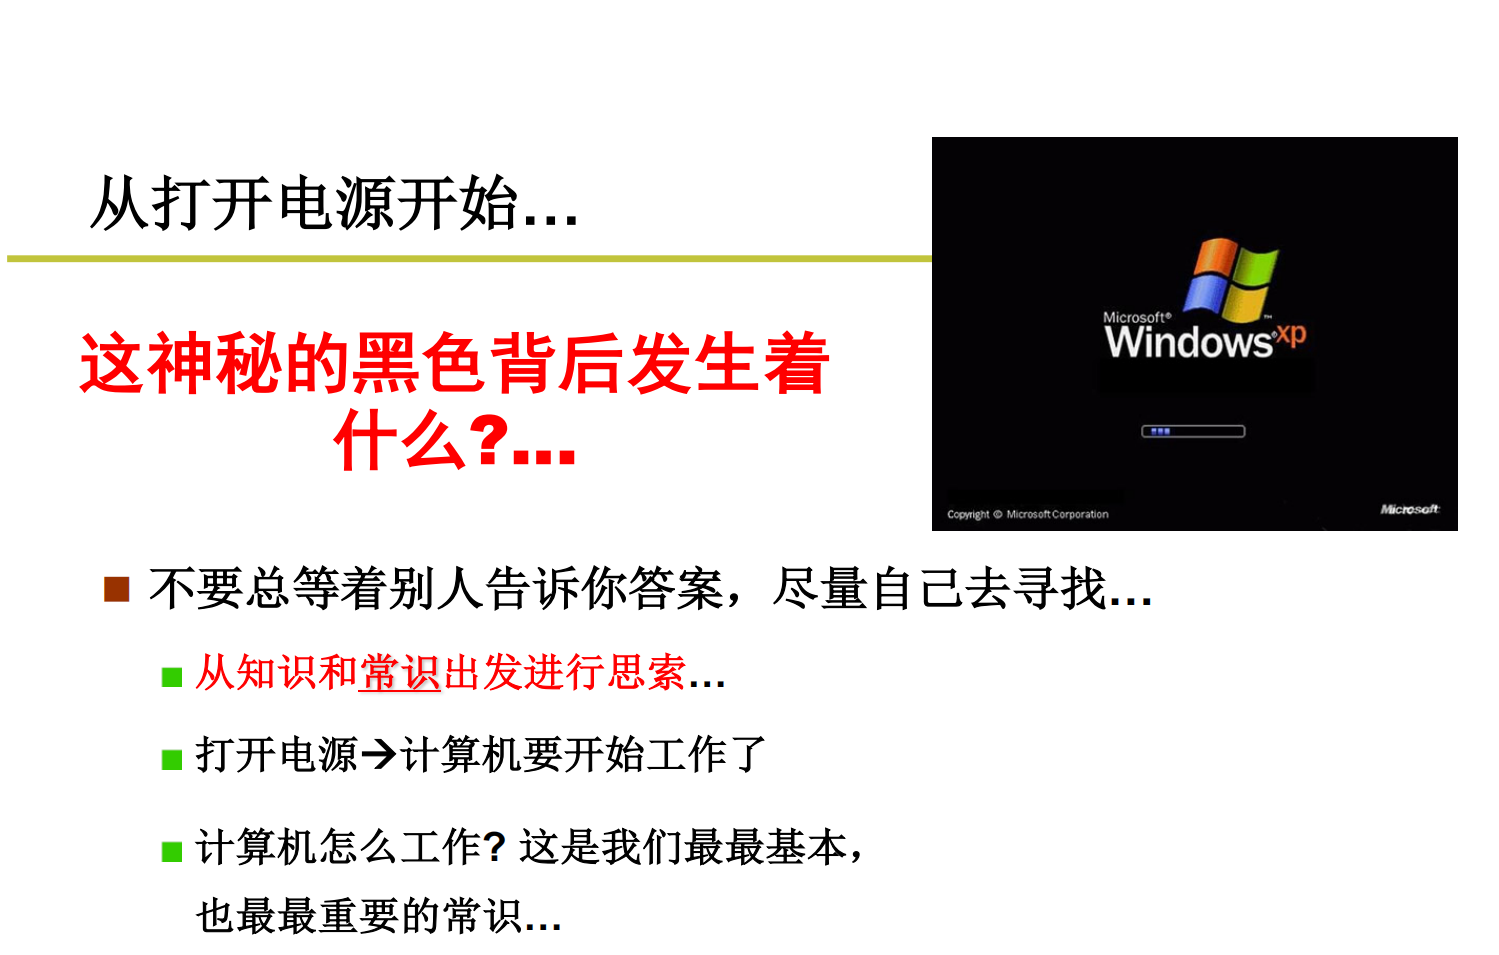 从打开电源开始…
Microsoft®
Windows®xp™
Copyright © Microsoft Corporation
Microsoft
这神秘的黑色背后发生着
什么?…
不要总等着别人告诉你答案，尽量自己去寻找…
从知识和常识出发进行思索…
打开电源→计算机要开始工作了
计算机怎么工作? 这是我们最最基本，
也最最重要的常识…